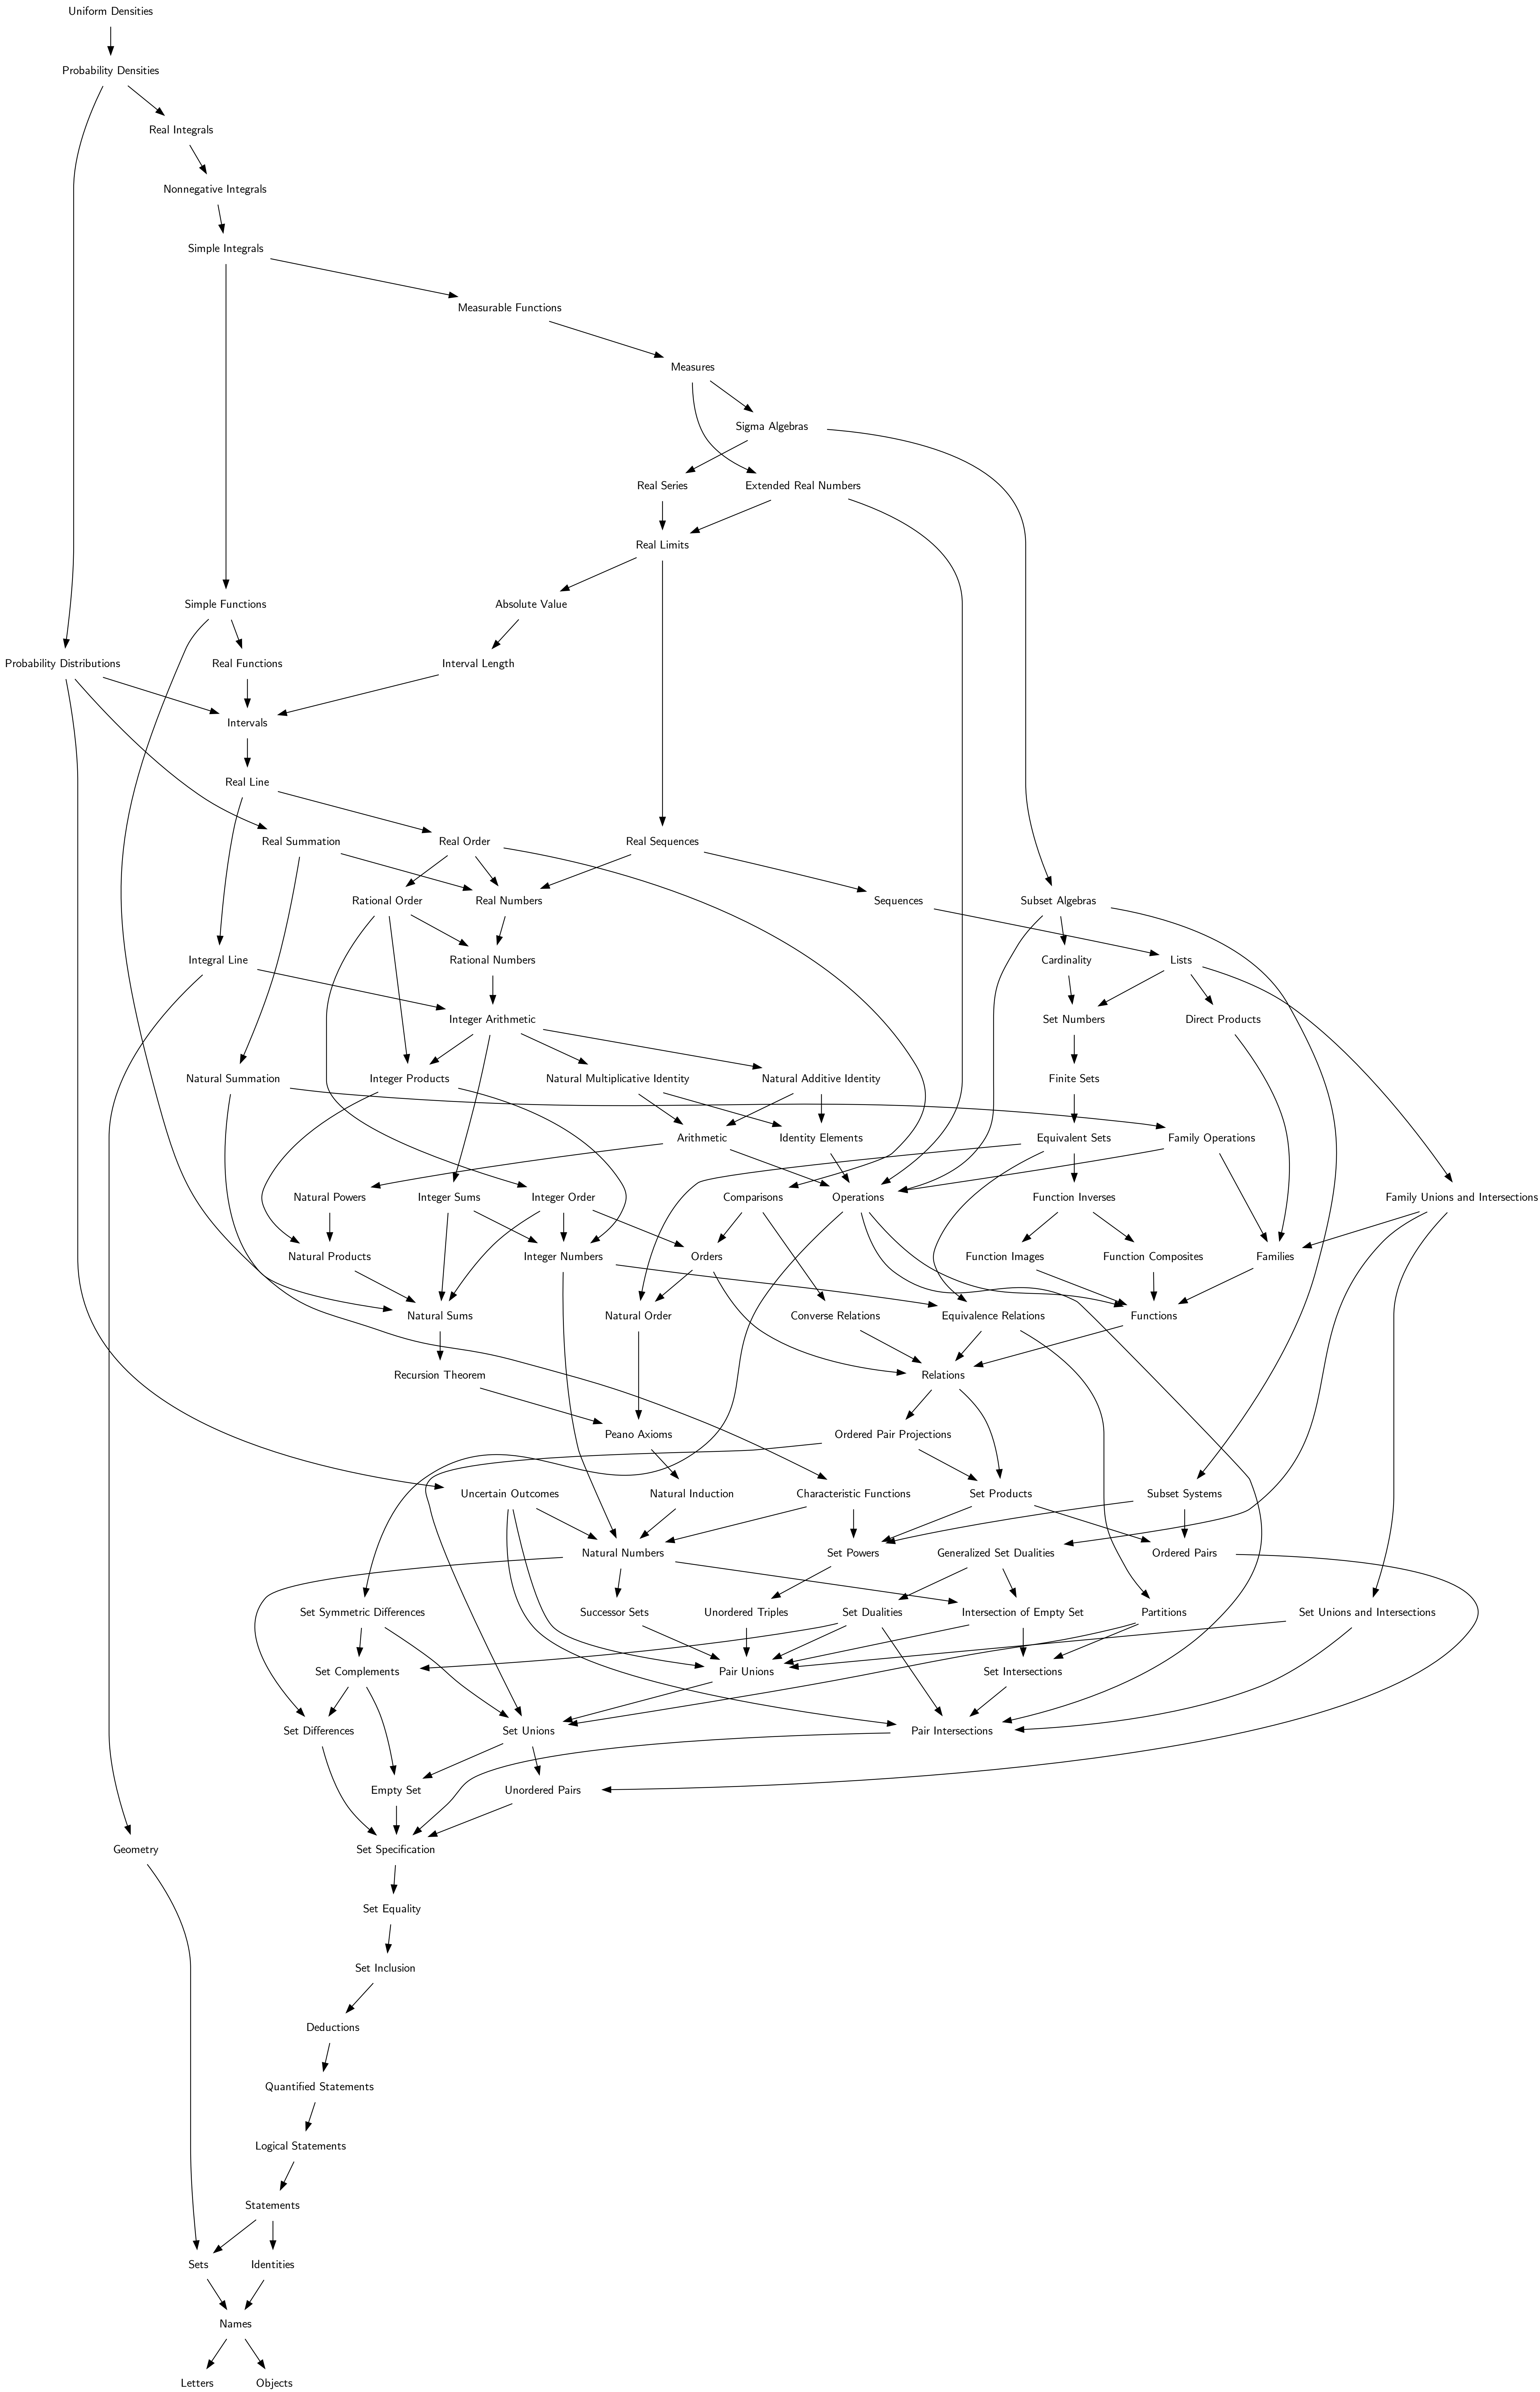 Uniform Densities
Probability Densities
Real Integrals
Nonnegative Integrals
Simple Integrals
Measurable Functions
Measures
Sigma Algebras
Real Series
Extended Real Numbers
Real Limits
Simple Functions
Absolute Value
Probability Distributions
Real Functions
Interval Length
Intervals
Real Line
Real Summation
Real Order
Real Sequences
Rational Order
Real Numbers
Sequences
Subset Algebras
Integral Line
Rational Numbers
Cardinality
Lists
Integer Arithmetic
Set Numbers
Direct Products
Natural Summation
Integer Products
Natural Multiplicative Identity
Natural Additive Identity
Finite Sets
Arithmetic
Identity Elements
Equivalent Sets
Family Operations
Natural Powers
Integer Sums
Integer Order
Comparisons
Operations
Function Inverses
Family Unions and Intersections
Natural Products
Integer Numbers
Orders
Function Images
Function Composites
Families
Natural Sums
Natural Order
Converse Relations
Equivalence Relations
Functions
Recursion Theorem
Relations
Peano Axioms
Ordered Pair Projections
Uncertain Outcomes
Natural Induction
Characteristic Functions
Set Products
Subset Systems
Natural Numbers
Set Powers
Generalized Set Dualities
Ordered Pairs
Set Symmetric Differences
Successor Sets
Unordered Triples
Set Dualities
Intersection of Empty Set
Partitions
Set Unions and Intersections
Set Complements
Pair Unions
Set Intersections
Set Differences
Set Unions
Pair Intersections
Empty Set
Unordered Pairs
Geometry
Set Specification
Set Equality
Set Inclusion
Deductions
Quantified Statements
Logical Statements
Statements
Sets
Identities
Names
Letters
Objects